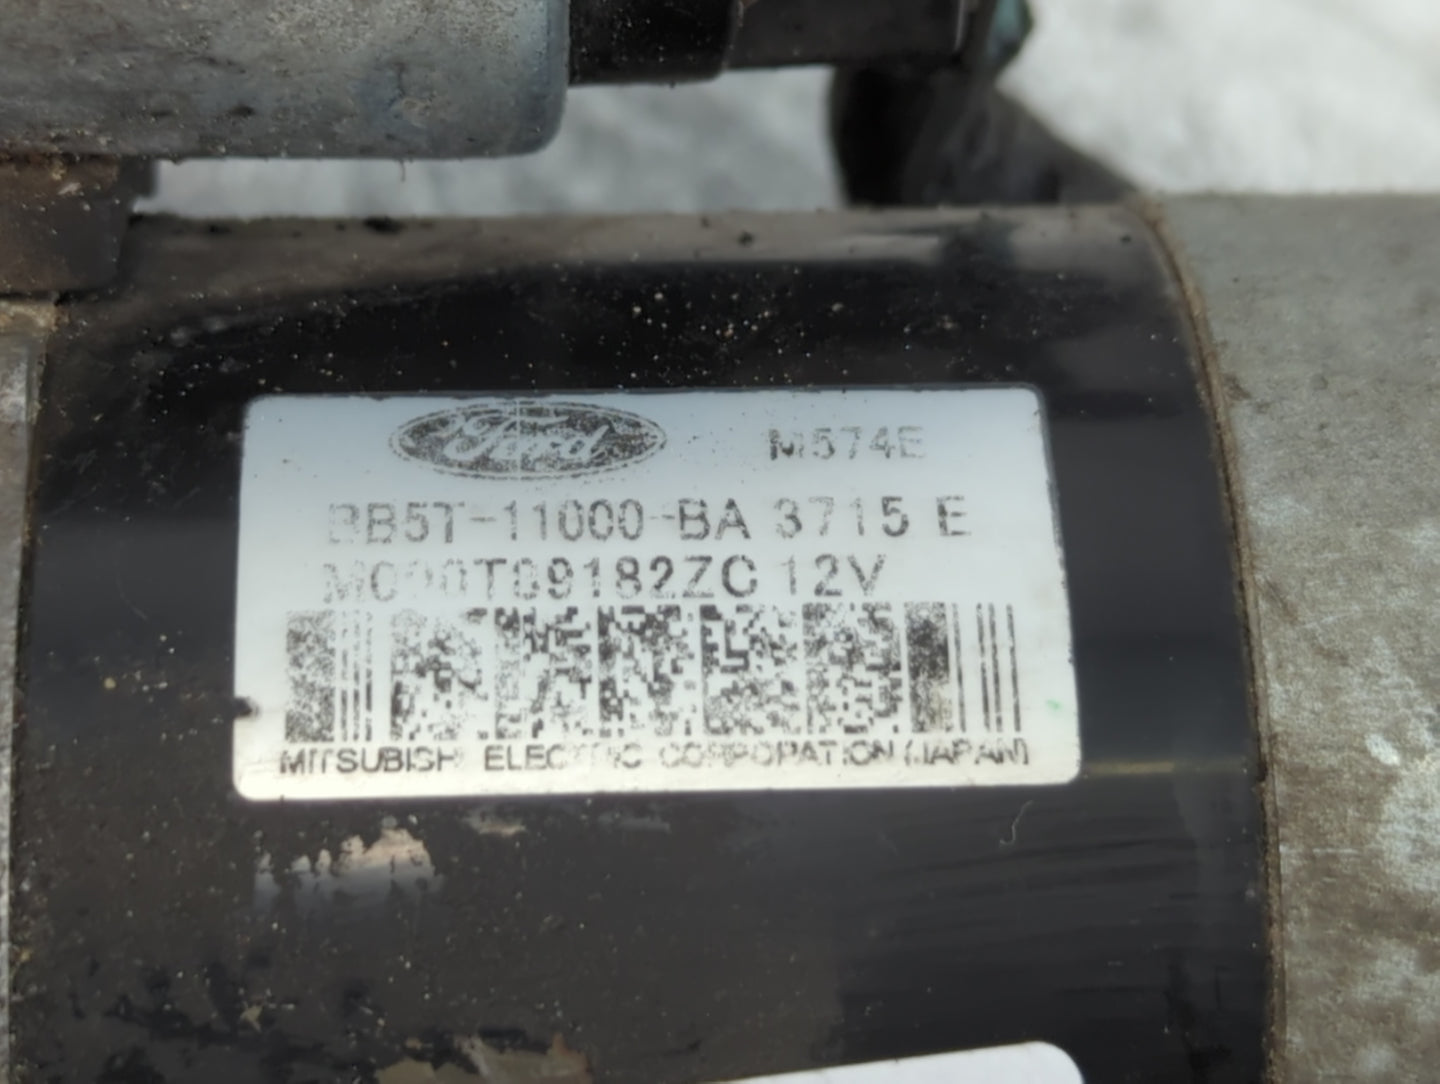 Ford M574E
BB5T-11000-BA 3715 E
M000T89182ZC 12V
MITSUBISHI ELECTRIC CORPORATION (JAPAN)